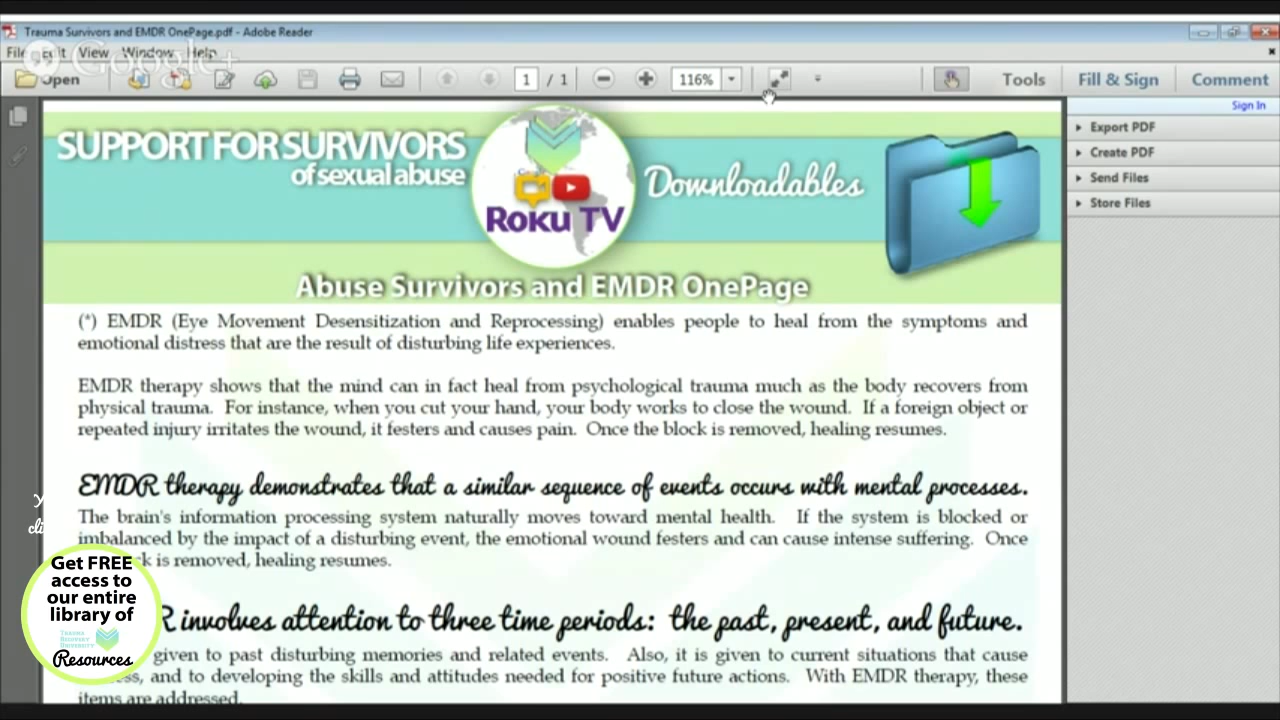 Trauma Survivors and EMDR OnePage.pdf - Adobe Reader
File Edit View Window Help
Google+
Open
1 / 1
116%
Tools
Fill & Sign
Comment
Sign In
Export PDF
Create PDF
Send Files
Store Files
SUPPORT FOR SURVIVORS
of sexual abuse
Roku TV
Downloadables
Abuse Survivors and EMDR OnePage
(*) EMDR (Eye Movement Desensitization and Reprocessing) enables people to heal from the symptoms and
emotional distress that are the result of disturbing life experiences.
EMDR therapy shows that the mind can in fact heal from psychological trauma much as the body recovers from
physical trauma. For instance, when you cut your hand, your body works to close the wound. If a foreign object or
repeated injury irritates the wound, it festers and causes pain. Once the block is removed, healing resumes.
EMDR therapy demonstrates that a similar sequence of events occurs with mental processes.
The brain's information processing system naturally moves toward mental health. If the system is blocked or
imbalanced by the impact of a disturbing event, the emotional wound festers and can cause intense suffering. Once
is removed, healing resumes.
involves attention to three time periods: the past, present, and future.
given to past disturbing memories and related events. Also, it is given to current situations that cause
and to developing the skills and attitudes needed for positive future actions. With EMDR therapy, these
items are addressed.
Get FREE
access to
our entire
library of
TRAUMA
RECOVERY
UNIVERSITY
Resources